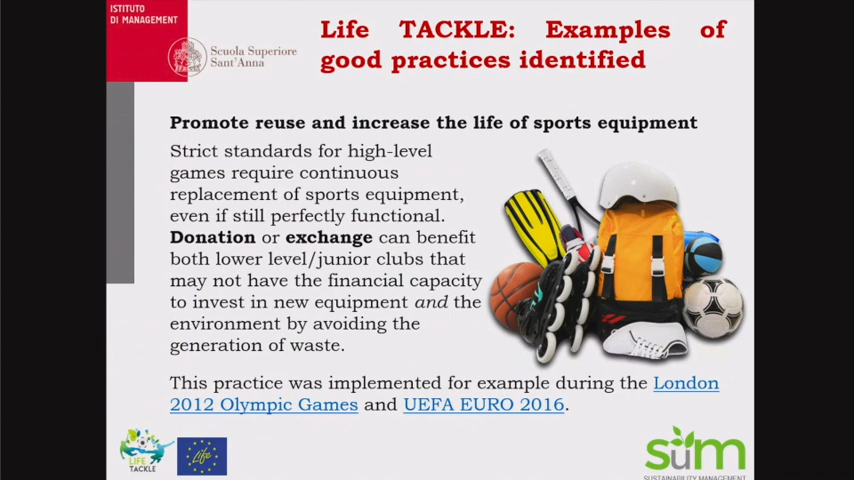 ISTITUTO
DI MANAGEMENT
Scuola Superiore
Sant'Anna
Life TACKLE: Examples of
good practices identified
Promote reuse and increase the life of sports equipment
Strict standards for high-level
games require continuous
replacement of sports equipment,
even if still perfectly functional.
Donation or exchange can benefit
both lower level/junior clubs that
may not have the financial capacity
to invest in new equipment and the
environment by avoiding the
generation of waste.
This practice was implemented for example during the London
2012 Olympic Games and UEFA EURO 2016.
LIFE
TACKLE
Life
sum
SUSTAINABILITY MANAGEMENT